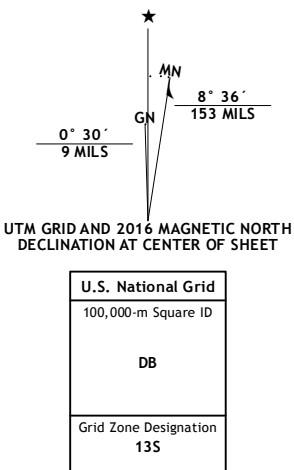 ★
MN
8° 36´
153 MILS
GN
0° 30´
9 MILS
UTM GRID AND 2016 MAGNETIC NORTH
DECLINATION AT CENTER OF SHEET
U.S. National Grid
100,000-m Square ID
DB
Grid Zone Designation
13S